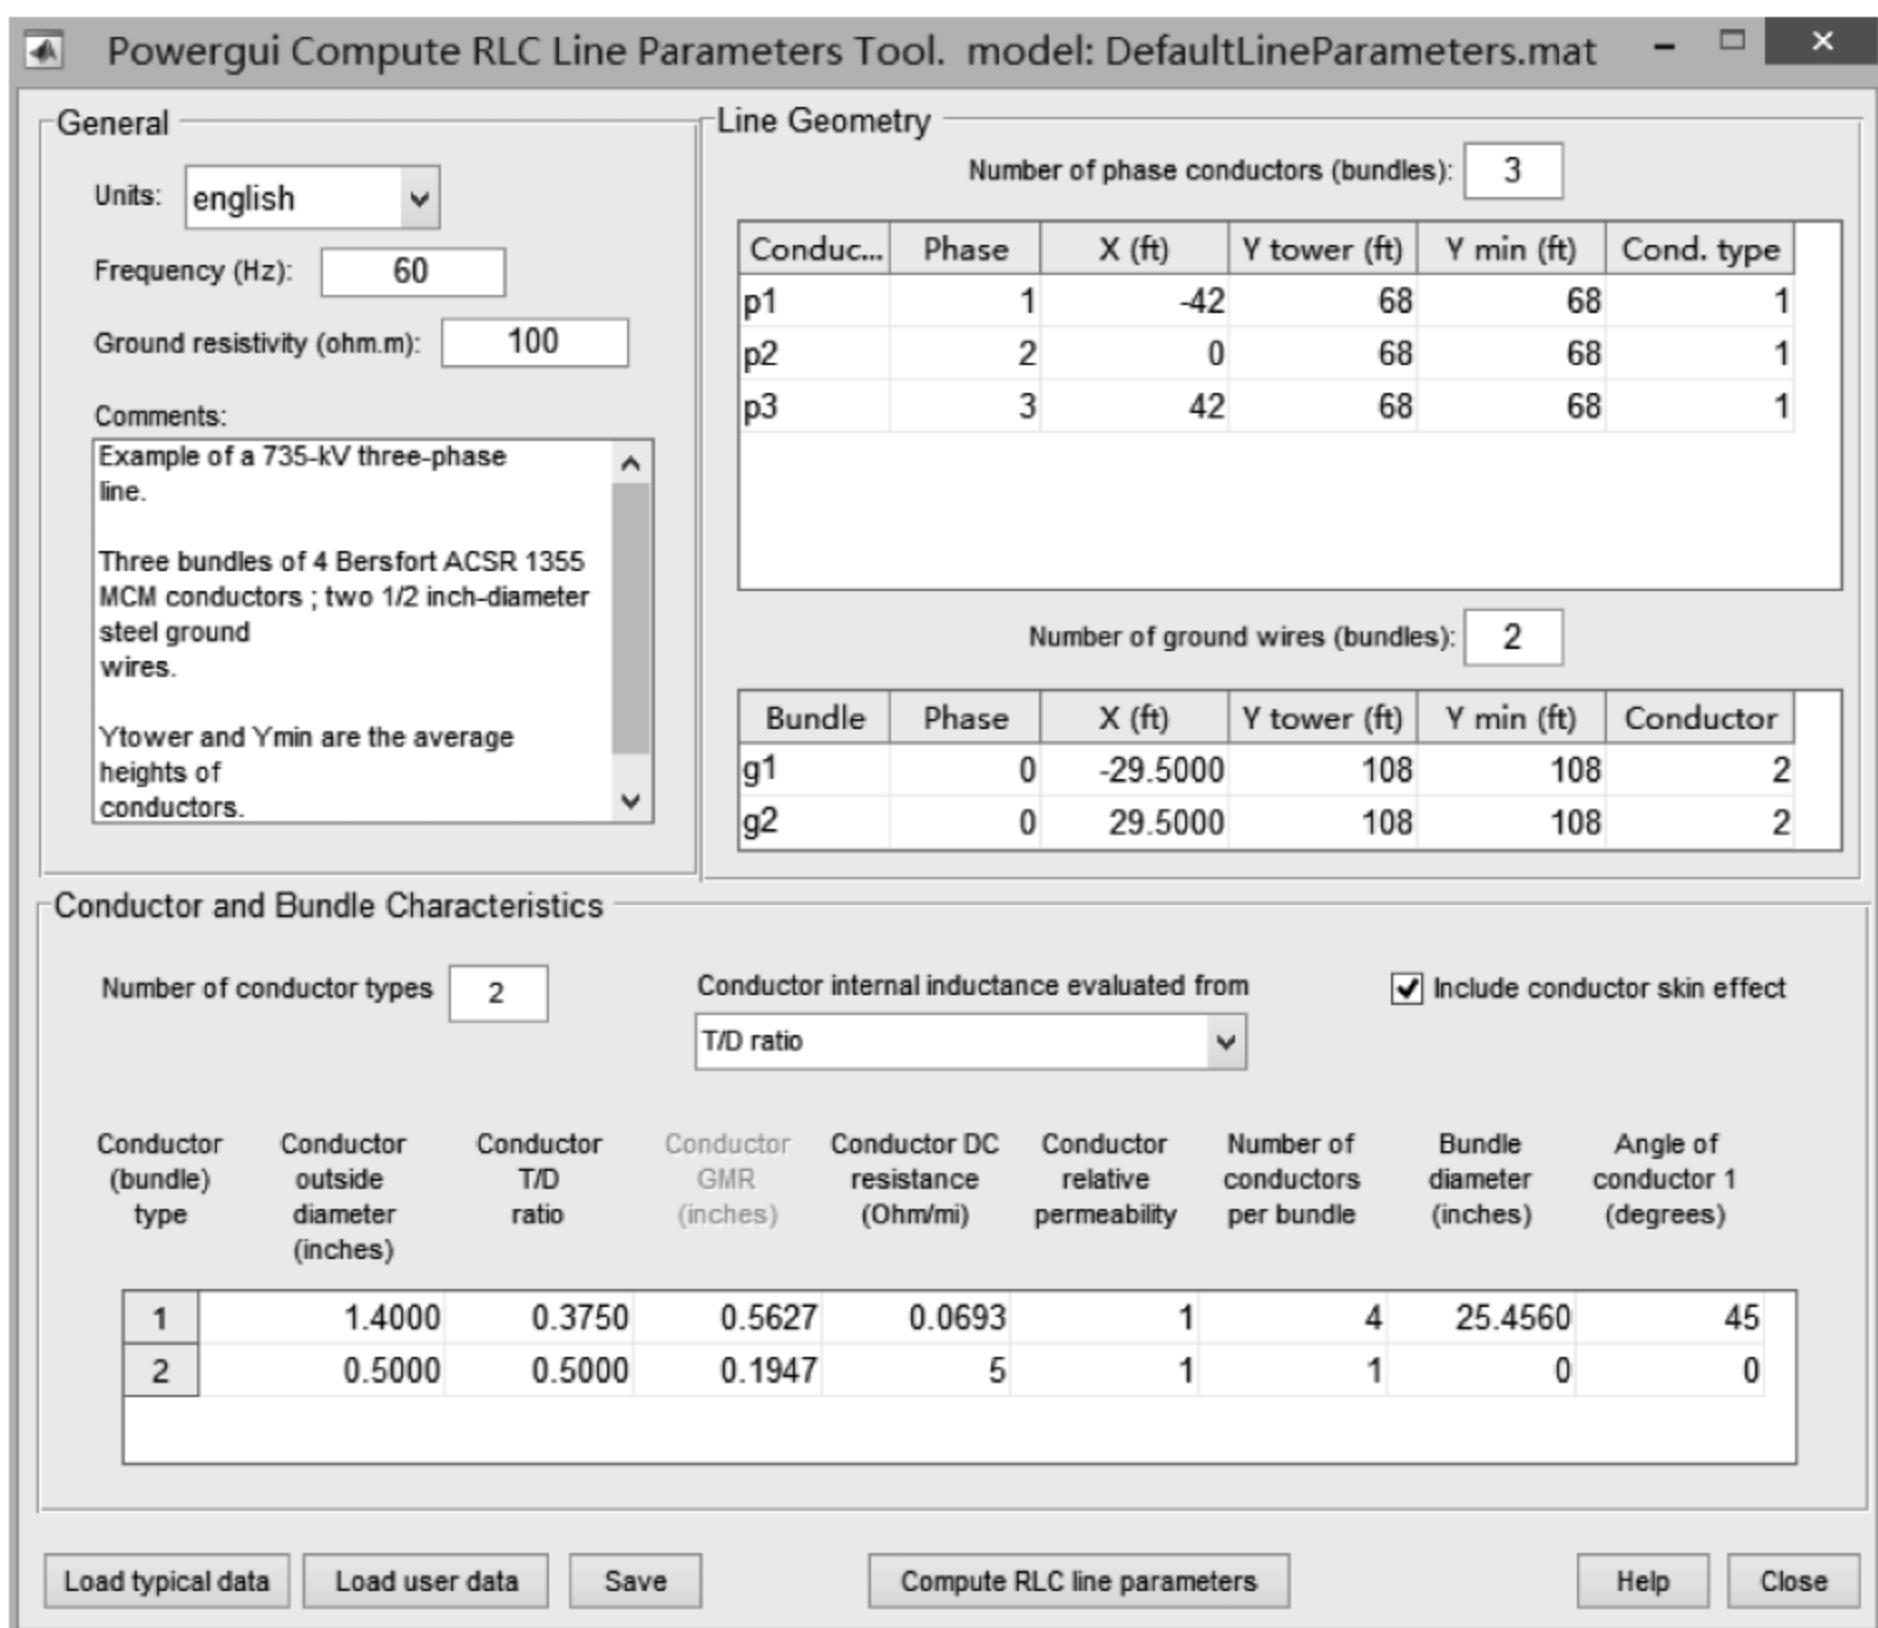 Powergui Compute RLC Line Parameters Tool.  model: DefaultLineParameters.mat
General
Units: english
Frequency (Hz): 60
Ground resistivity (ohm.m): 100
Comments:
Example of a 735-kV three-phase
line.
Three bundles of 4 Bersfort ACSR 1355
MCM conductors ; two 1/2 inch-diameter
steel ground
wires.
Ytower and Ymin are the average
heights of
conductors.
Line Geometry
Number of phase conductors (bundles): 3
Conduc... Phase X (ft) Y tower (ft) Y min (ft) Cond. type
p1 1 -42 68 68 1
p2 2 0 68 68 1
p3 3 42 68 68 1
Number of ground wires (bundles): 2
Bundle Phase X (ft) Y tower (ft) Y min (ft) Conductor
g1 0 -29.5000 108 108 2
g2 0 29.5000 108 108 2
Conductor and Bundle Characteristics
Number of conductor types 2
Conductor internal inductance evaluated from
T/D ratio
Include conductor skin effect
Conductor Conductor Conductor Conductor Conductor DC Conductor Number of Bundle Angle of
(bundle) outside T/D GMR resistance relative conductors diameter conductor 1
type diameter ratio (inches) (Ohm/mi) permeability per bundle (inches) (degrees)
(inches)
1 1.4000 0.3750 0.5627 0.0693 1 4 25.4560 45
2 0.5000 0.5000 0.1947 5 1 1 0 0
Load typical data Load user data Save Compute RLC line parameters Help Close